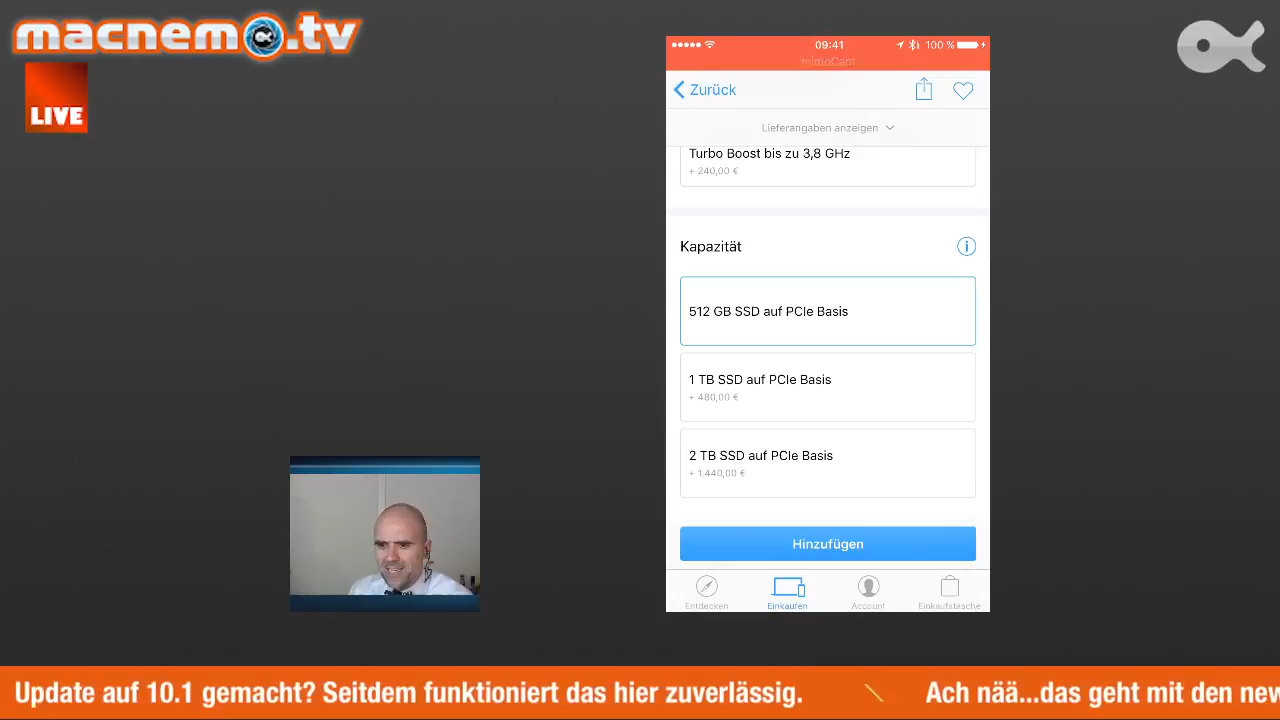 macnemo.tv
LIVE
09:41
100 %
mimoCam
Zurück
Lieferangaben anzeigen
Turbo Boost bis zu 3,8 GHz
+ 240,00 €
Kapazität
512 GB SSD auf PCIe Basis
1 TB SSD auf PCIe Basis
+ 480,00 €
2 TB SSD auf PCIe Basis
+ 1.440,00 €
Hinzufügen
Entdecken
Einkaufen
Account
Einkaufstasche
Update auf 10.1 gemacht? Seitdem funktioniert das hier zuverlässig.
Ach nää...das geht mit den new